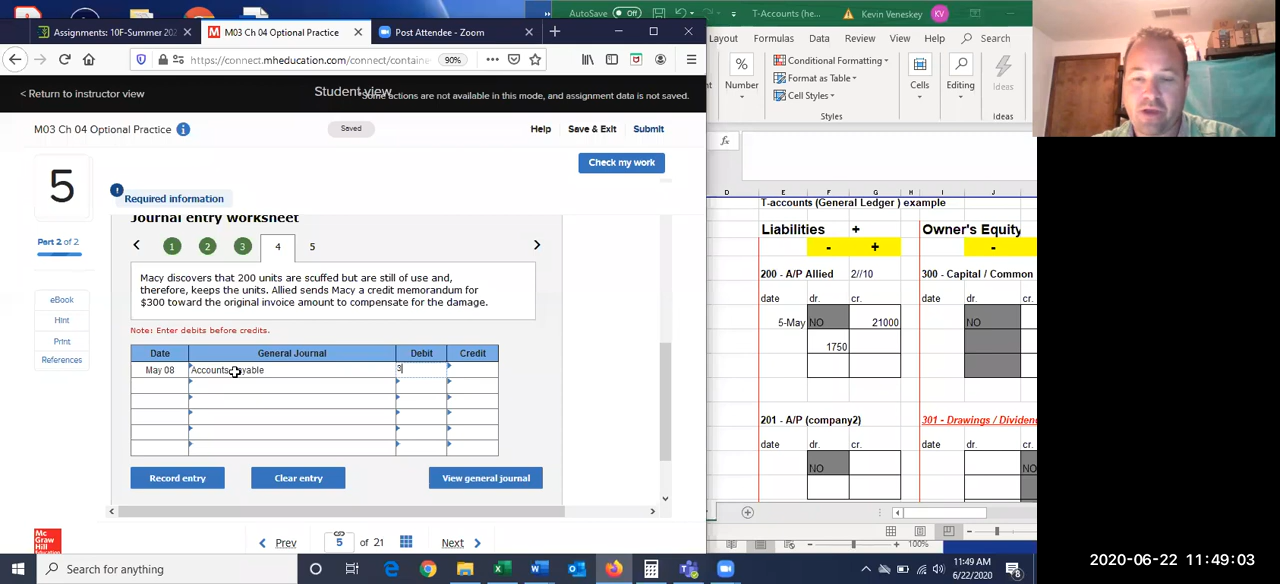 Assignments: 10F-Summer 202
M03 Ch 04 Optional Practice
Post Attendee - Zoom
https://connect.mheducation.com/connect/containe
90%
< Return to instructor view
Student view
Some actions are not available in this mode, and assignment data is not saved.
M03 Ch 04 Optional Practice
Saved
Help
Save & Exit
Submit
Check my work
5
Part 2 of 2
eBook
Hint
Print
References
Required information
Journal entry worksheet
1
2
3
4
5
Macy discovers that 200 units are scuffed but are still of use and,
therefore, keeps the units. Allied sends Macy a credit memorandum for
$300 toward the original invoice amount to compensate for the damage.
Note: Enter debits before credits.
Date General Journal Debit Credit
May 08 Accounts payable 3
Record entry
Clear entry
View general journal
Mc
Graw
Hill
Prev
5 of 21
Next
AutoSave Off
T-Accounts (he...
Kevin Veneskey KV
Layout Formulas Data Review View Help Search
Number
Conditional Formatting
Format as Table
Cell Styles
Styles
Cells
Editing
Ideas
Ideas
fx
D E F G H I J
T-accounts (General Ledger ) example
Liabilities + Owner's Equity
- + -
200 - A/P Allied 2//10 300 - Capital / Common
date dr. cr. date dr.
5-May NO 21000 NO
1750
201 - A/P (company2) 301 - Drawings / Dividen
date dr. cr. date dr.
NO NO
100%
Search for anything
11:49 AM
6/22/2020
8
2020-06-22 11:49:03